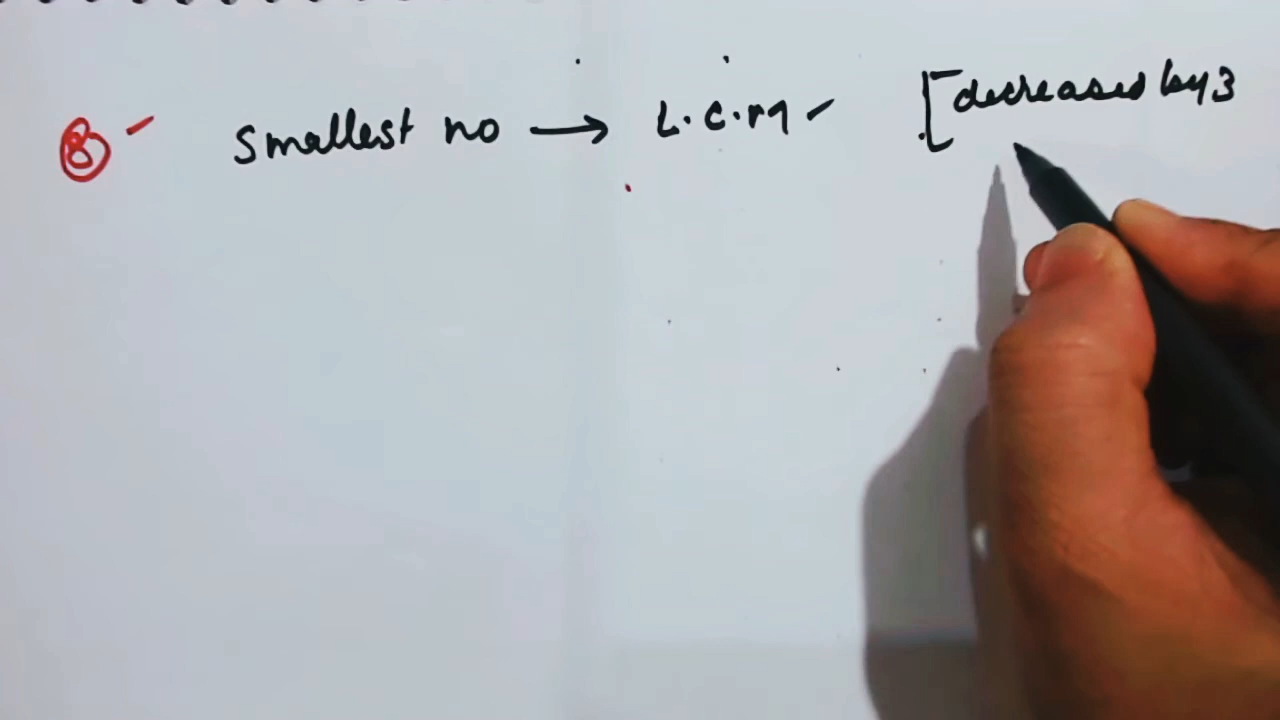 8 smallest no → L.C.M [decreased by 3